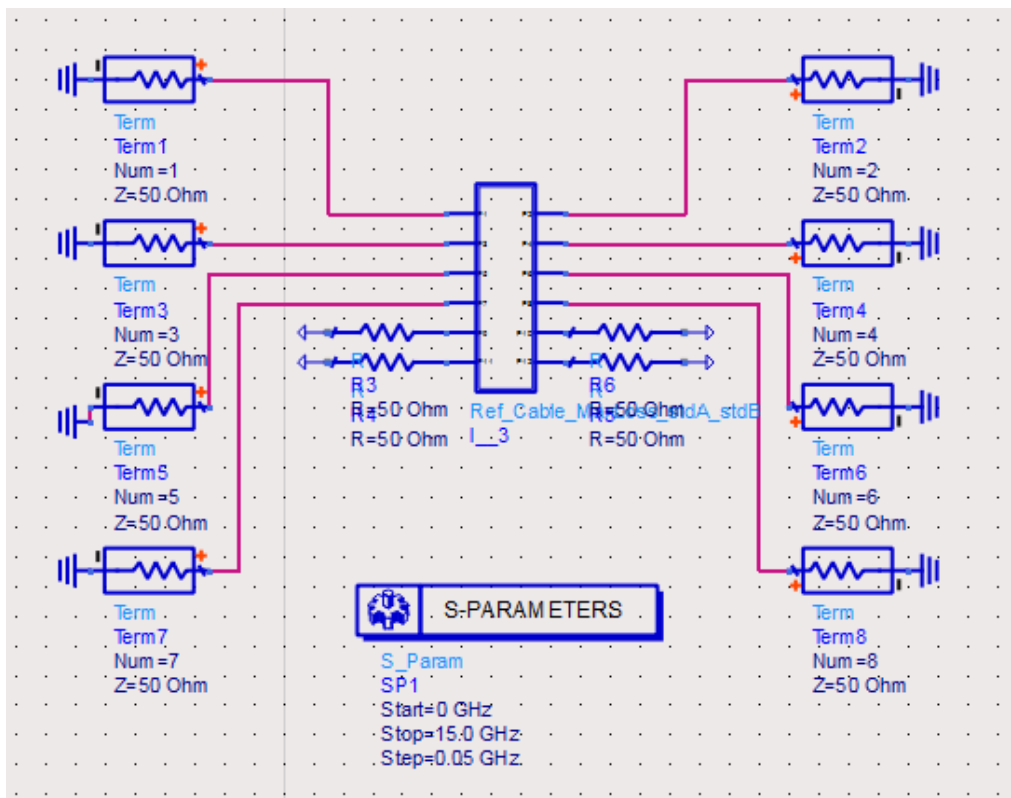 Term
Term1
Num=1
Z=50 Ohm
Term
Term2
Num=2
Z=50 Ohm
Term
Term3
Num=3
Z=50 Ohm
Term
Term4
Num=4
Z=50 Ohm
R
R3
R=50 Ohm
R
R4
R=50 Ohm
R6
R=50 Ohm
R=50 Ohm
I__3
Term
Term5
Num=5
Z=50 Ohm
Term
Term6
Num=6
Z=50 Ohm
Term
Term7
Num=7
Z=50 Ohm
Term
Term8
Num=8
Z=50 Ohm
S-PARAMETERS
S_Param
SP1
Start=0 GHz
Stop=15.0 GHz
Step=0.05 GHz